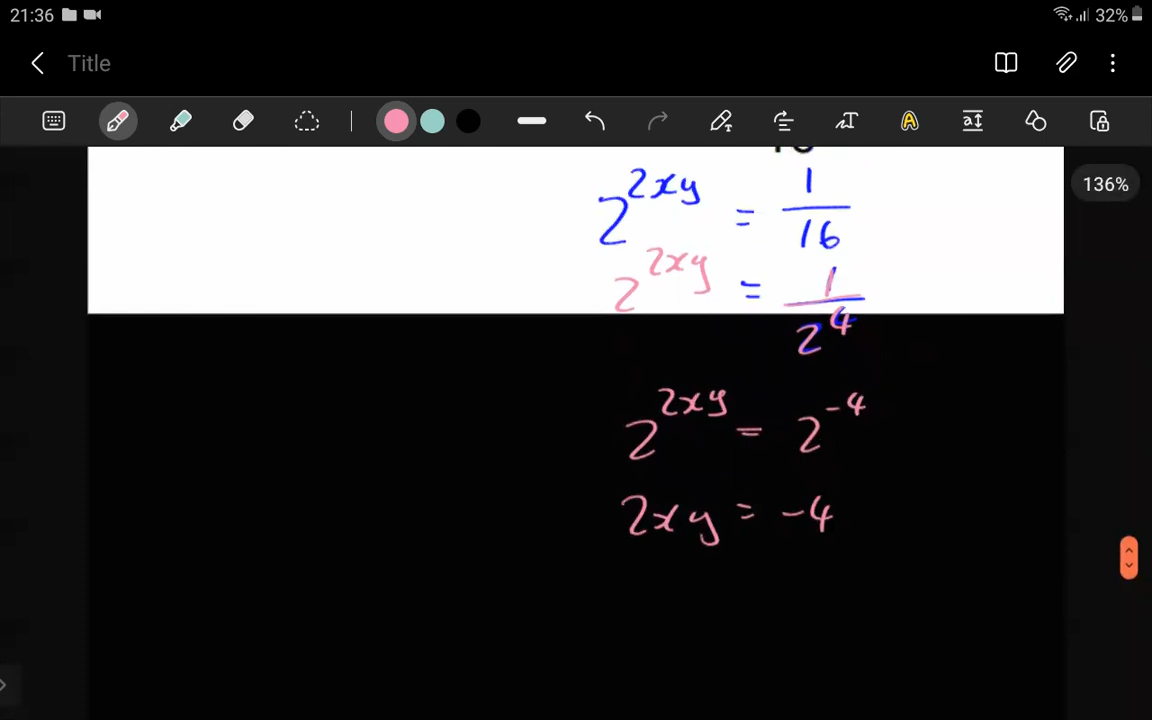 21:36 32%
Title
136%
2^{2xy} = 1/16
2^{2xy} = 1/2^4
2^{2xy} = 2^{-4}
2xy = -4